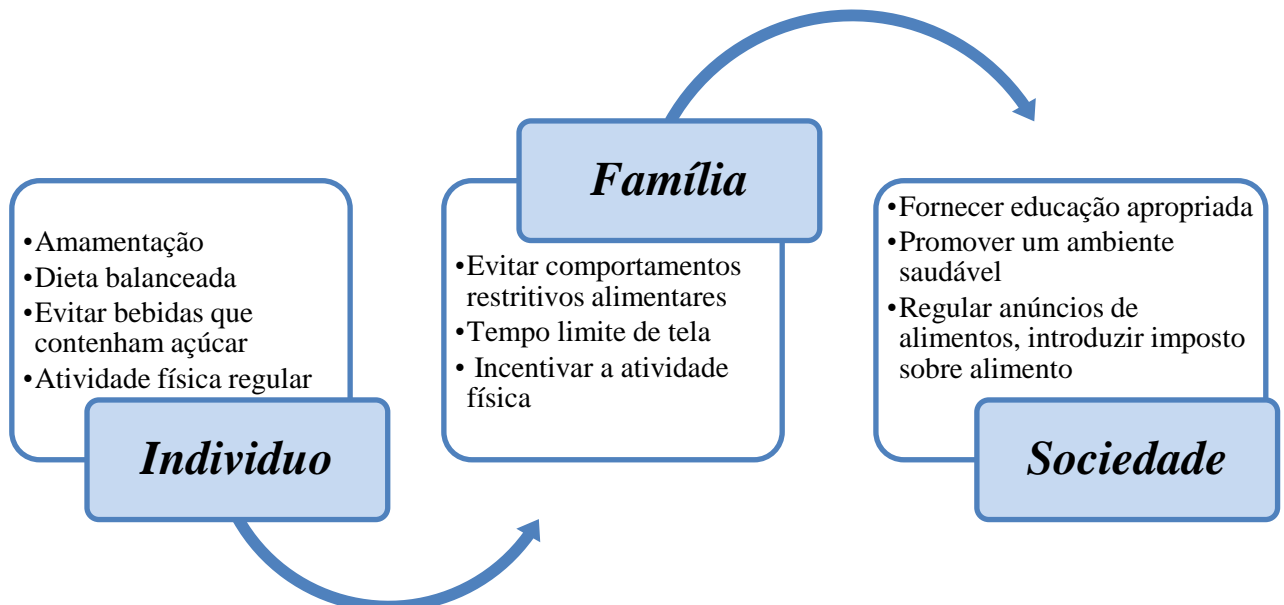 •Amamentação
•Dieta balanceada
•Evitar bebidas que
contenham açúcar
•Atividade física regular
Individuo
Família
•Evitar comportamentos
restritivos alimentares
•Tempo limite de tela
• Incentivar a atividade
física
•Fornecer educação apropriada
•Promover um ambiente
saudável
•Regular anúncios de
alimentos, introduzir imposto
sobre alimento
Sociedade